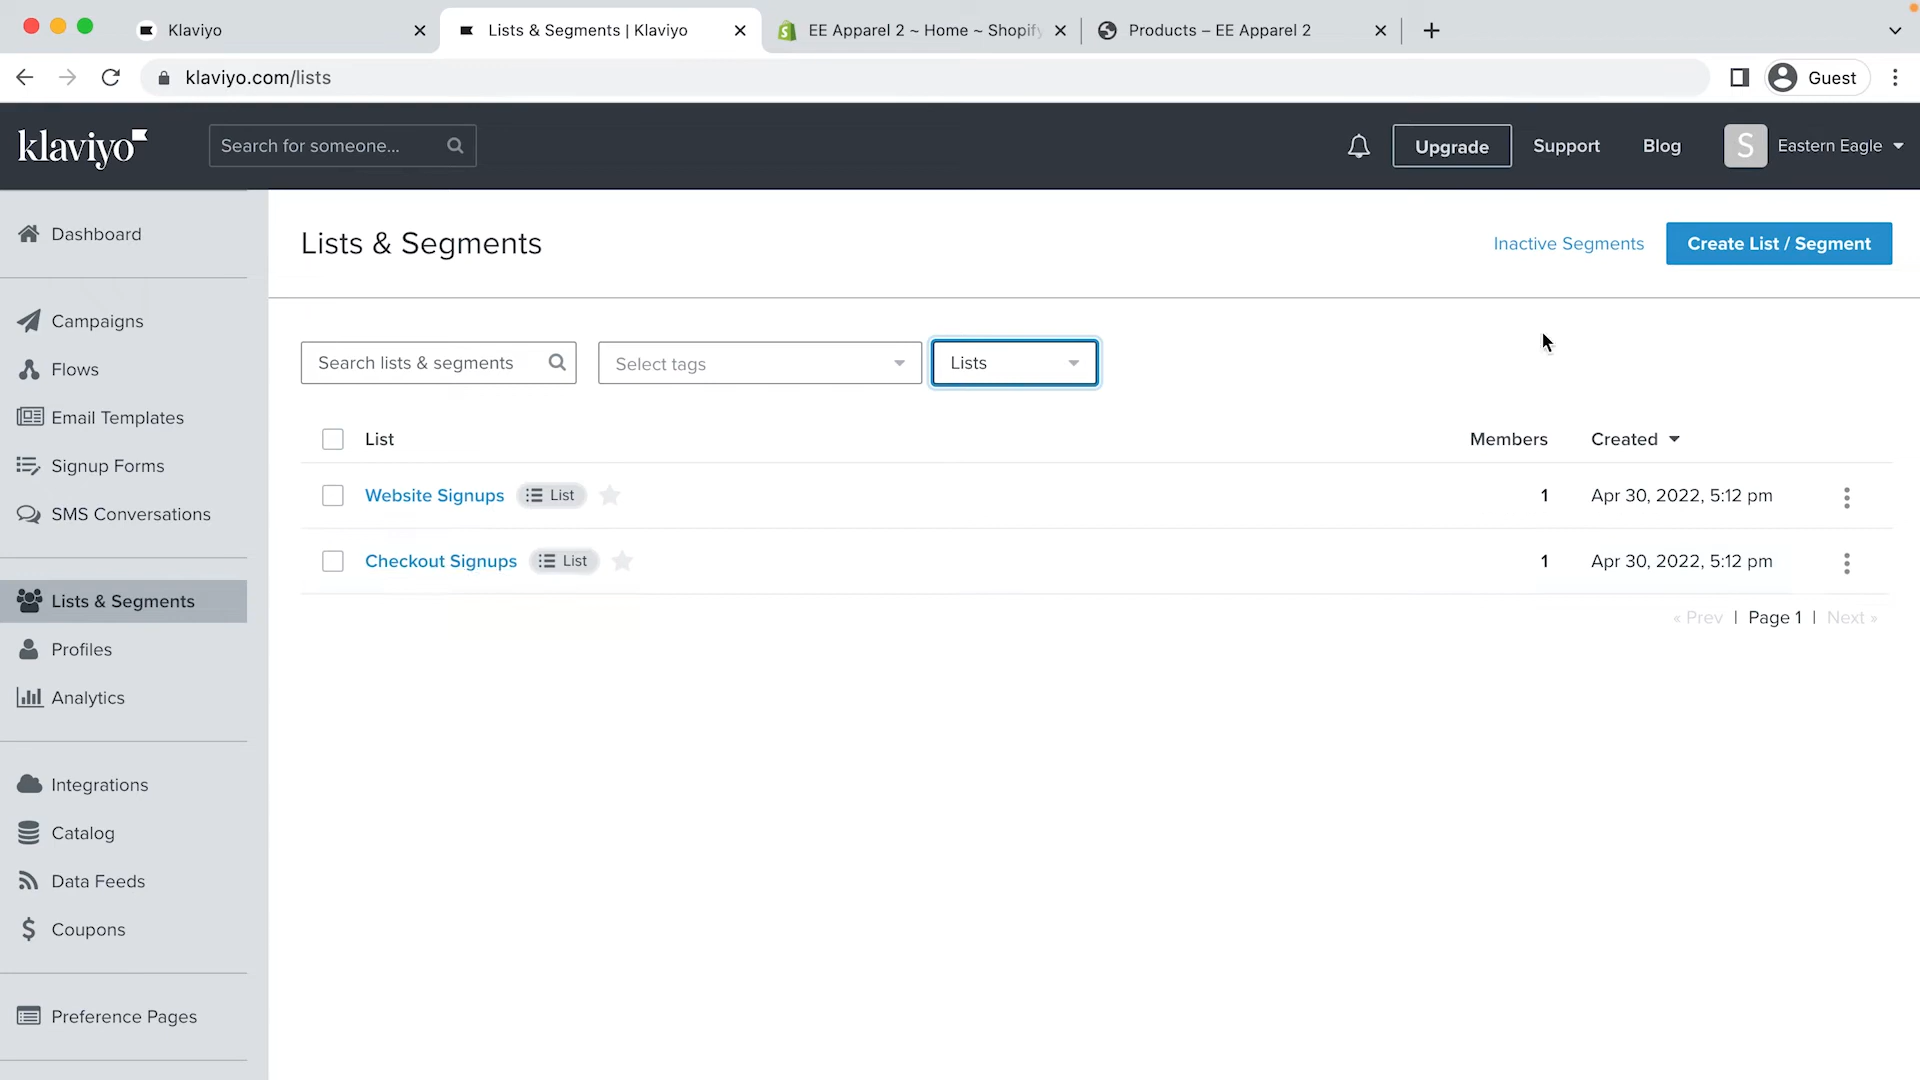 Klaviyo
Lists & Segments | Klaviyo
EE Apparel 2 ~ Home ~ Shopify
Products – EE Apparel 2
klaviyo.com/lists
Guest
klaviyo
Search for someone...
Upgrade
Support
Blog
S
Eastern Eagle
Dashboard
Campaigns
Flows
Email Templates
Signup Forms
SMS Conversations
Lists & Segments
Profiles
Analytics
Integrations
Catalog
Data Feeds
Coupons
Preference Pages
Lists & Segments
Inactive Segments
Create List / Segment
Search lists & segments
Select tags
Lists
List
Members
Created
Website Signups
List
1
Apr 30, 2022, 5:12 pm
Checkout Signups
List
1
Apr 30, 2022, 5:12 pm
« Prev | Page 1 | Next »